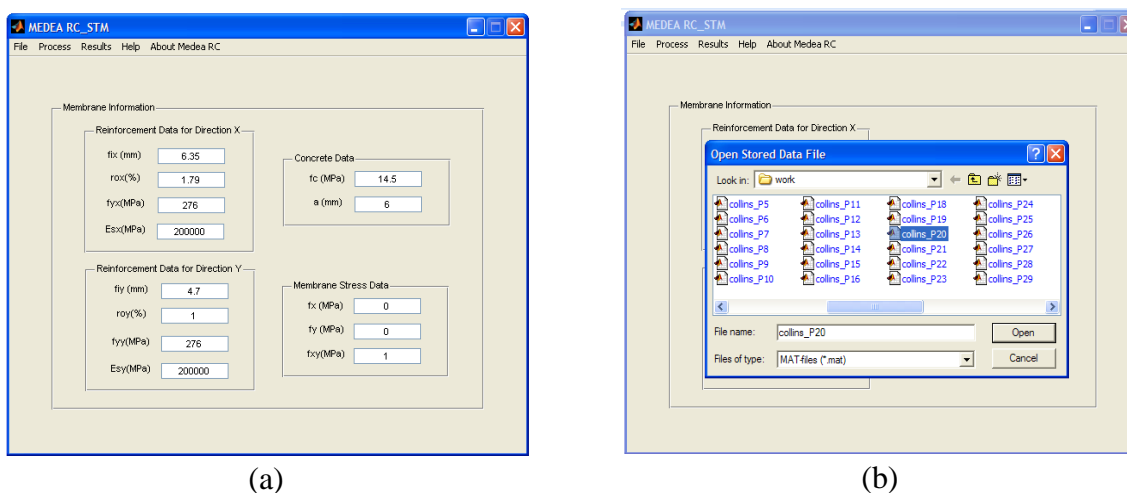 MEDEA RC_STM
File Process Results Help About Medea RC
Membrane Information
Reinforcement Data for Direction X
fix (mm) 6.35
rox(%) 1.79
fyx(MPa) 276
Esx(MPa) 200000
Concrete Data
fc (MPa) 14.5
a (mm) 6
Reinforcement Data for Direction Y
fiy (mm) 4.7
roy(%) 1
fyy(MPa) 276
Esy(MPa) 200000
Membrane Stress Data
fx (MPa) 0
fy (MPa) 0
fxy(MPa) 1
(a)
MEDEA RC_STM
File Process Results Help About Medea RC
Membrane Information
Reinforcement Data for Direction X
Open Stored Data File
Look in: work
collins_P5 collins_P11 collins_P18 collins_P24
collins_P6 collins_P12 collins_P19 collins_P25
collins_P7 collins_P13 collins_P20 collins_P26
collins_P8 collins_P14 collins_P21 collins_P27
collins_P9 collins_P15 collins_P22 collins_P28
collins_P10 collins_P16 collins_P23 collins_P29
File name: collins_P20 Open
Files of type: MAT-files (*.mat) Cancel
(b)